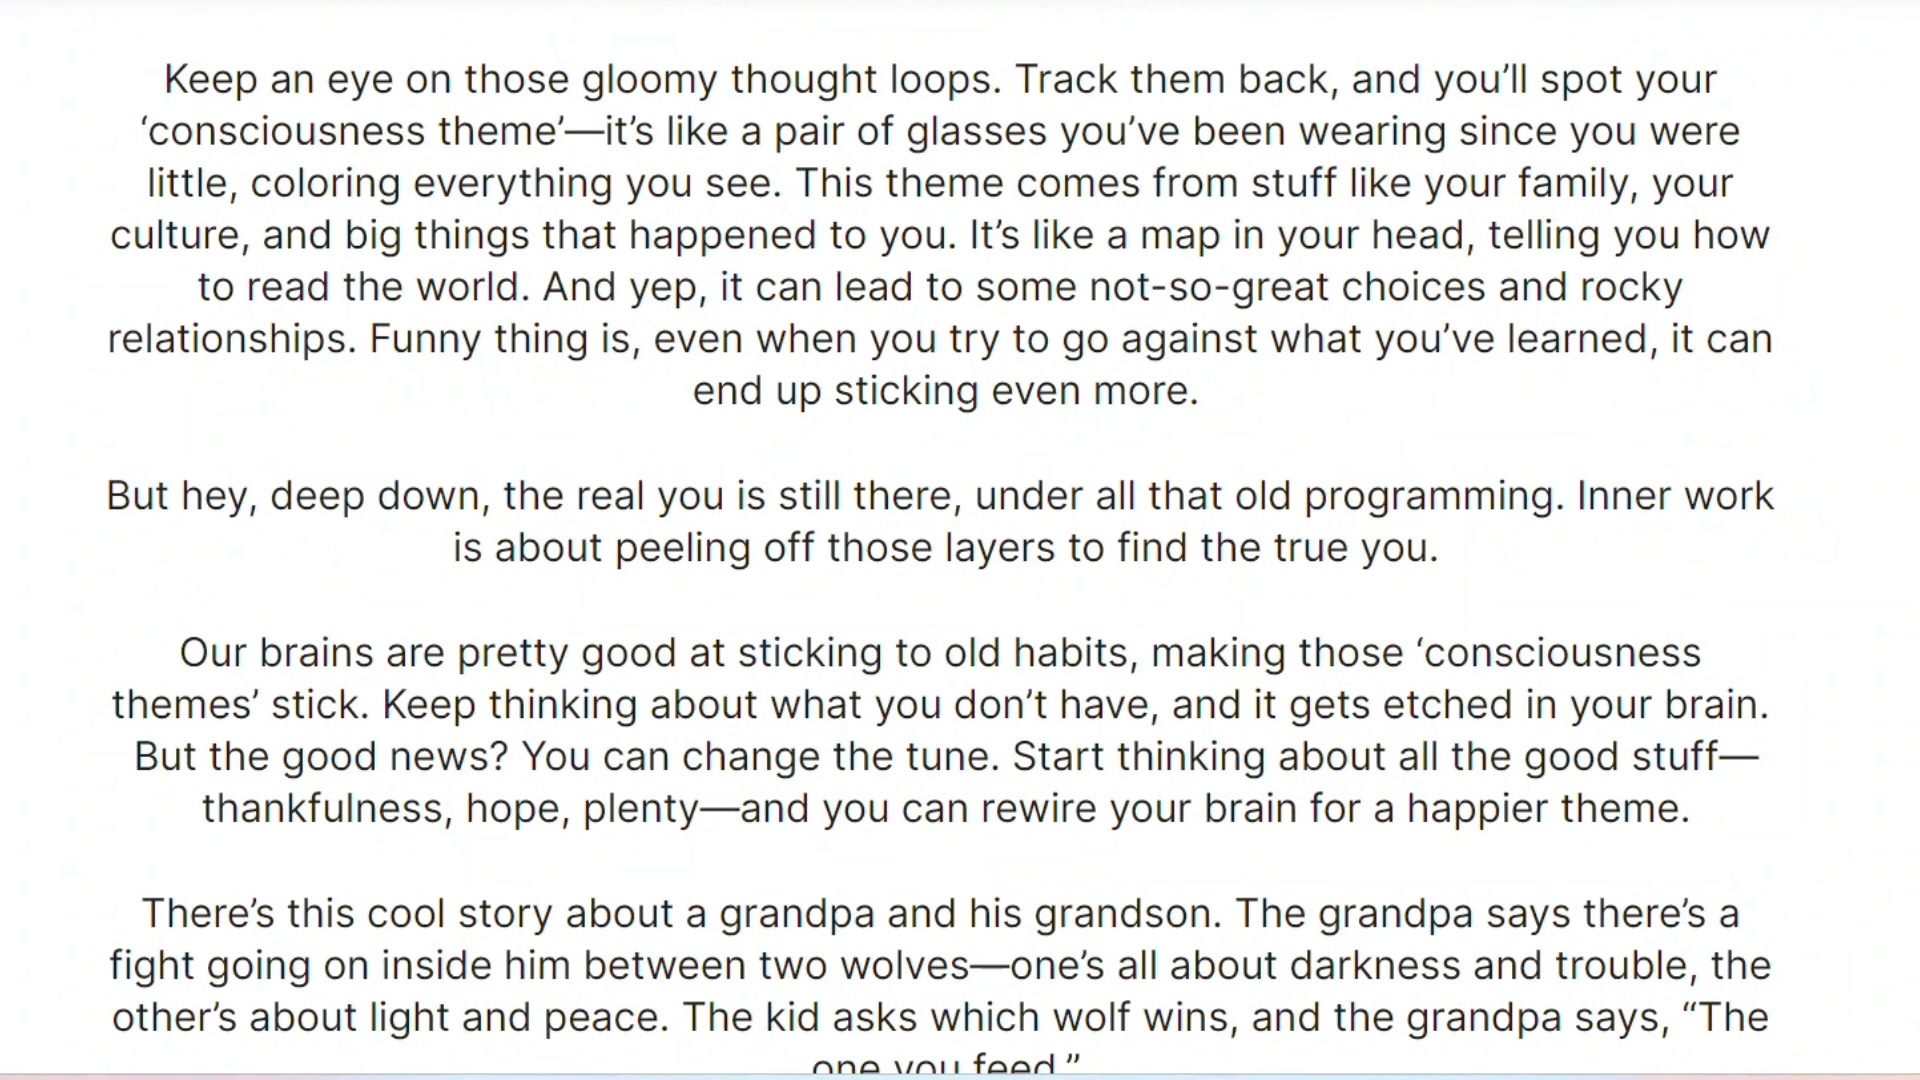 Keep an eye on those gloomy thought loops. Track them back, and you’ll spot your
‘consciousness theme’—it’s like a pair of glasses you’ve been wearing since you were
little, coloring everything you see. This theme comes from stuff like your family, your
culture, and big things that happened to you. It’s like a map in your head, telling you how
to read the world. And yep, it can lead to some not-so-great choices and rocky
relationships. Funny thing is, even when you try to go against what you’ve learned, it can
end up sticking even more.
But hey, deep down, the real you is still there, under all that old programming. Inner work
is about peeling off those layers to find the true you.
Our brains are pretty good at sticking to old habits, making those ‘consciousness
themes’ stick. Keep thinking about what you don’t have, and it gets etched in your brain.
But the good news? You can change the tune. Start thinking about all the good stuff—
thankfulness, hope, plenty—and you can rewire your brain for a happier theme.
There’s this cool story about a grandpa and his grandson. The grandpa says there’s a
fight going on inside him between two wolves—one’s all about darkness and trouble, the
other’s about light and peace. The kid asks which wolf wins, and the grandpa says, “The
one you feed.”